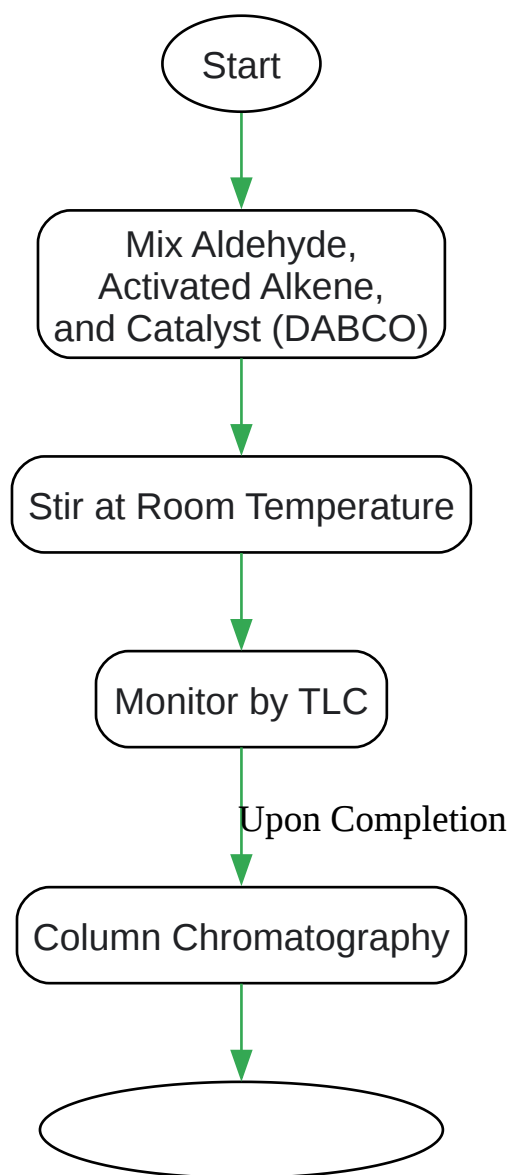 Start
Mix Aldehyde,
Activated Alkene,
and Catalyst (DABCO)
Stir at Room Temperature
Monitor by TLC
Upon Completion
Column Chromatography